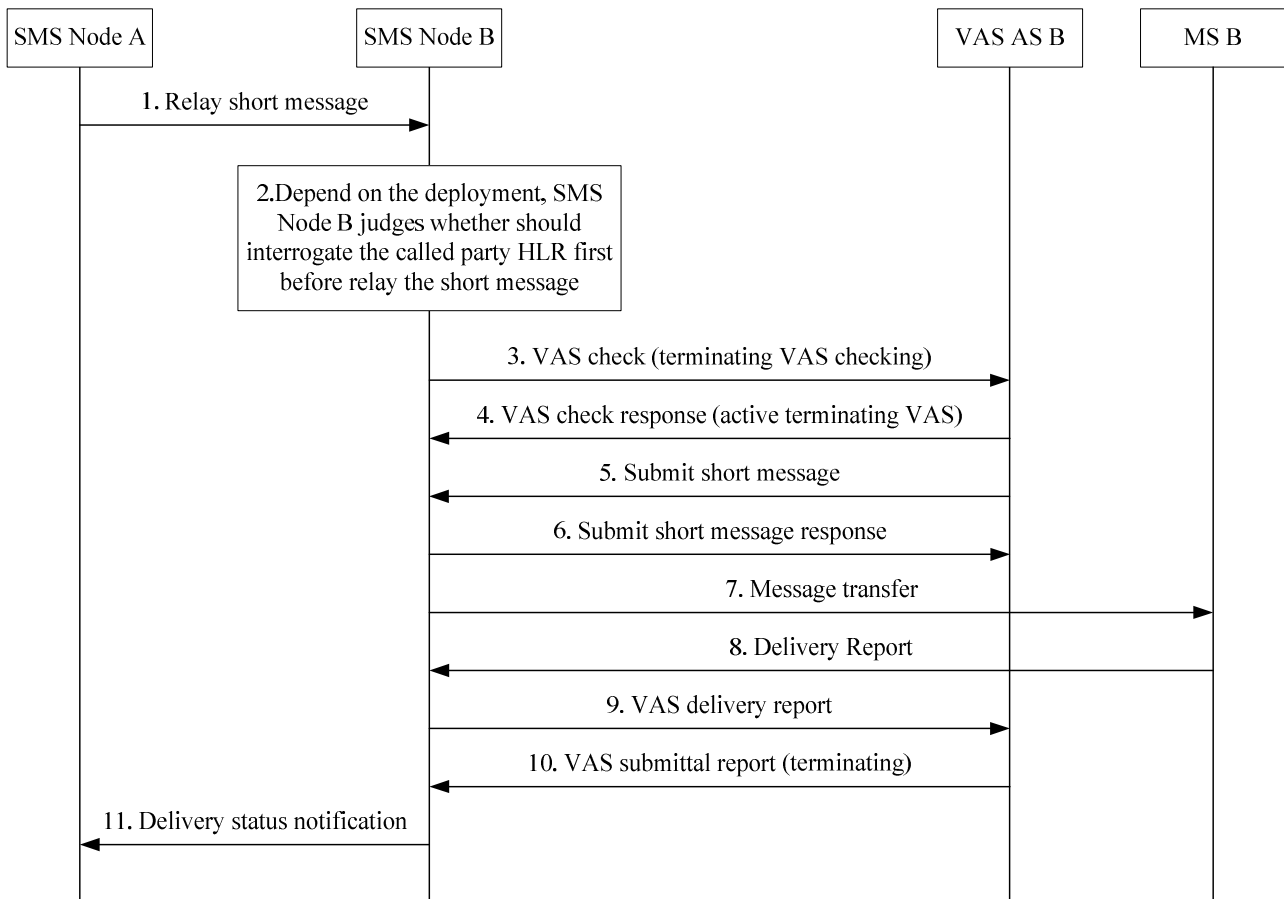 SMS Node A
SMS Node B
VAS AS B
MS B
1. Relay short message
2.Depend on the deployment, SMS
Node B judges whether should
interrogate the called party HLR first
before relay the short message
3. VAS check (terminating VAS checking)
4. VAS check response (active terminating VAS)
5. Submit short message
6. Submit short message response
7. Message transfer
8. Delivery Report
9. VAS delivery report
10. VAS submittal report (terminating)
11. Delivery status notification